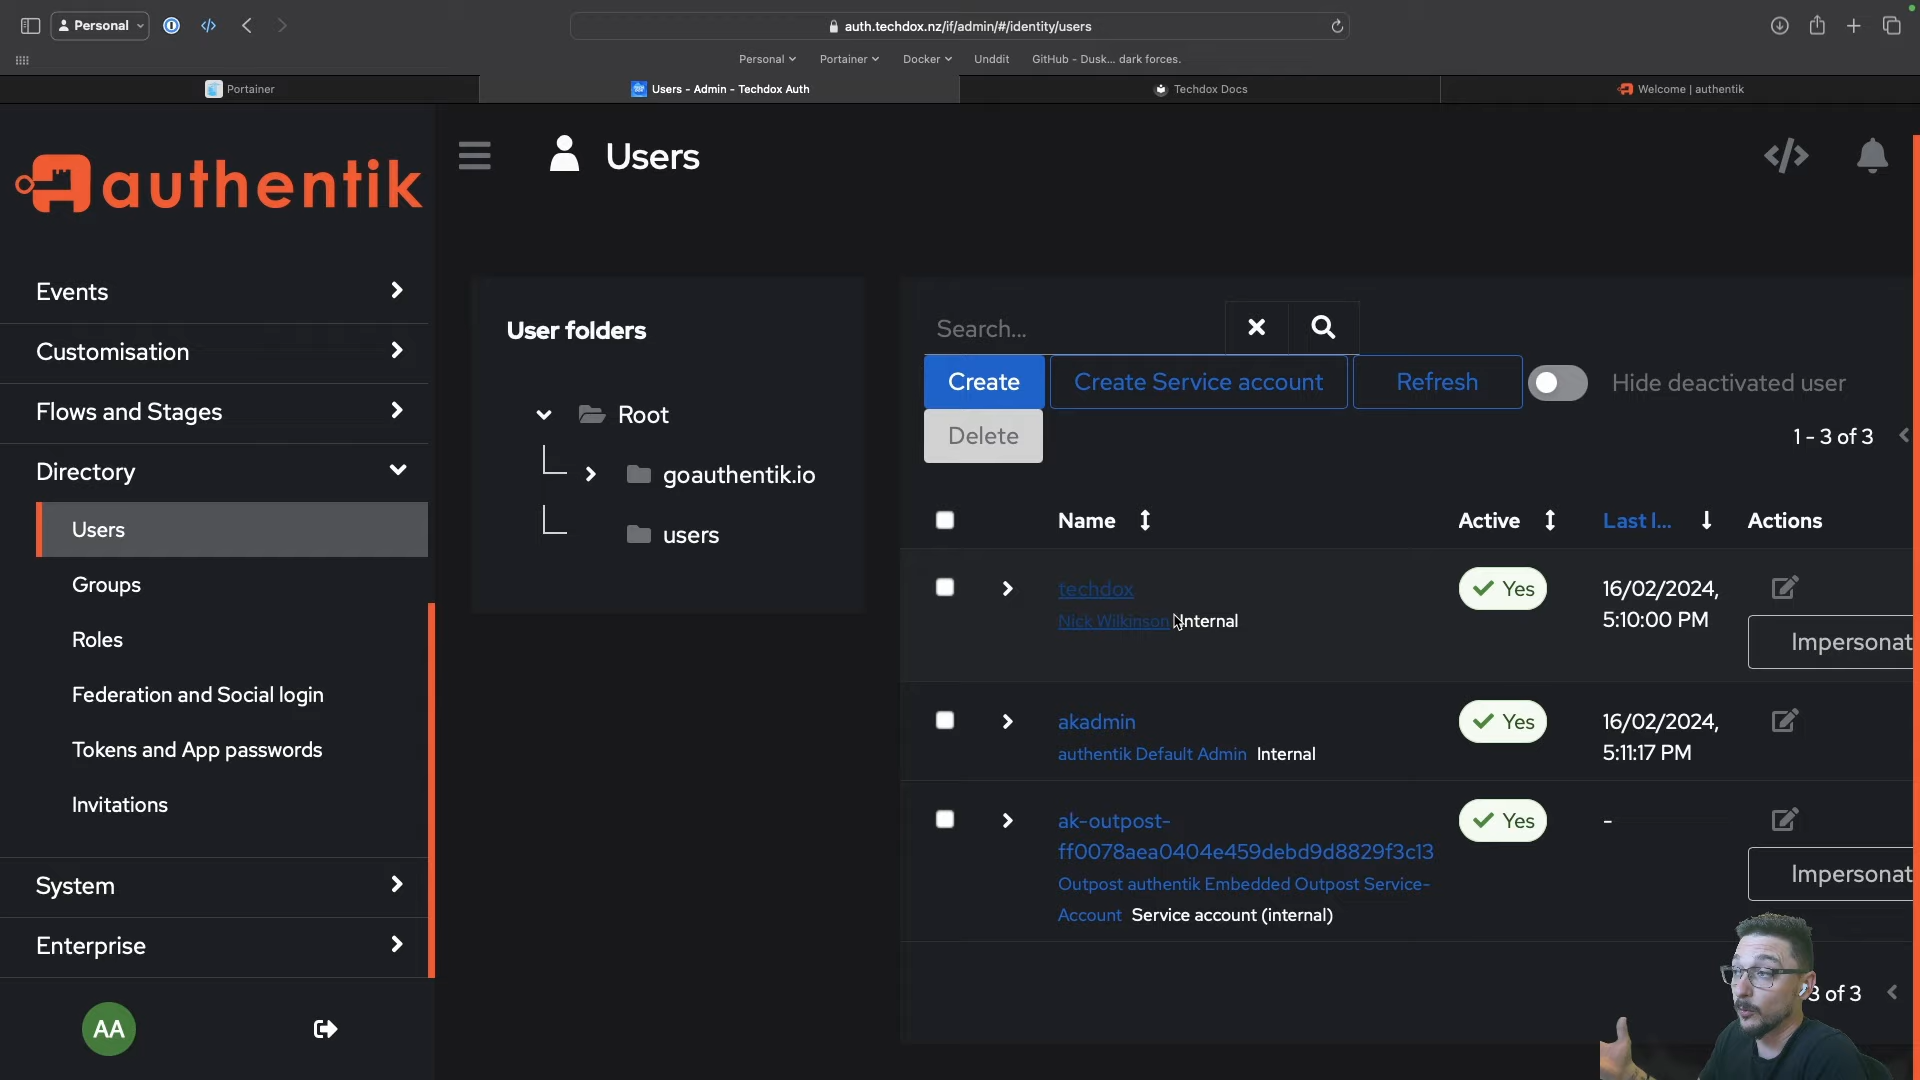 Personal
auth.techdox.nz/if/admin/#/identity/users
Personal Portainer Docker Unddit GitHub - Dusk... dark forces.
Portainer
Users - Admin - Techdox Auth
Techdox Docs
Welcome | authentik
authentik
Users
Events
Customisation
Flows and Stages
Directory
Users
Groups
Roles
Federation and Social login
Tokens and App passwords
Invitations
System
Enterprise
AA
User folders
Root
goauthentik.io
users
Search...
Create Create Service account Refresh Hide deactivated user
Delete
1 - 3 of 3
Name Active Last l... Actions
techdox Yes 16/02/2024,
Nick Wilkinson Internal 5:10:00 PM
Impersonat
akadmin Yes 16/02/2024,
authentik Default Admin Internal 5:11:17 PM
ak-outpost- Yes -
ff0078aea0404e459debd9d8829f3c13
Outpost authentik Embedded Outpost Service-
Account Service account (internal)
Impersonat
3 of 3